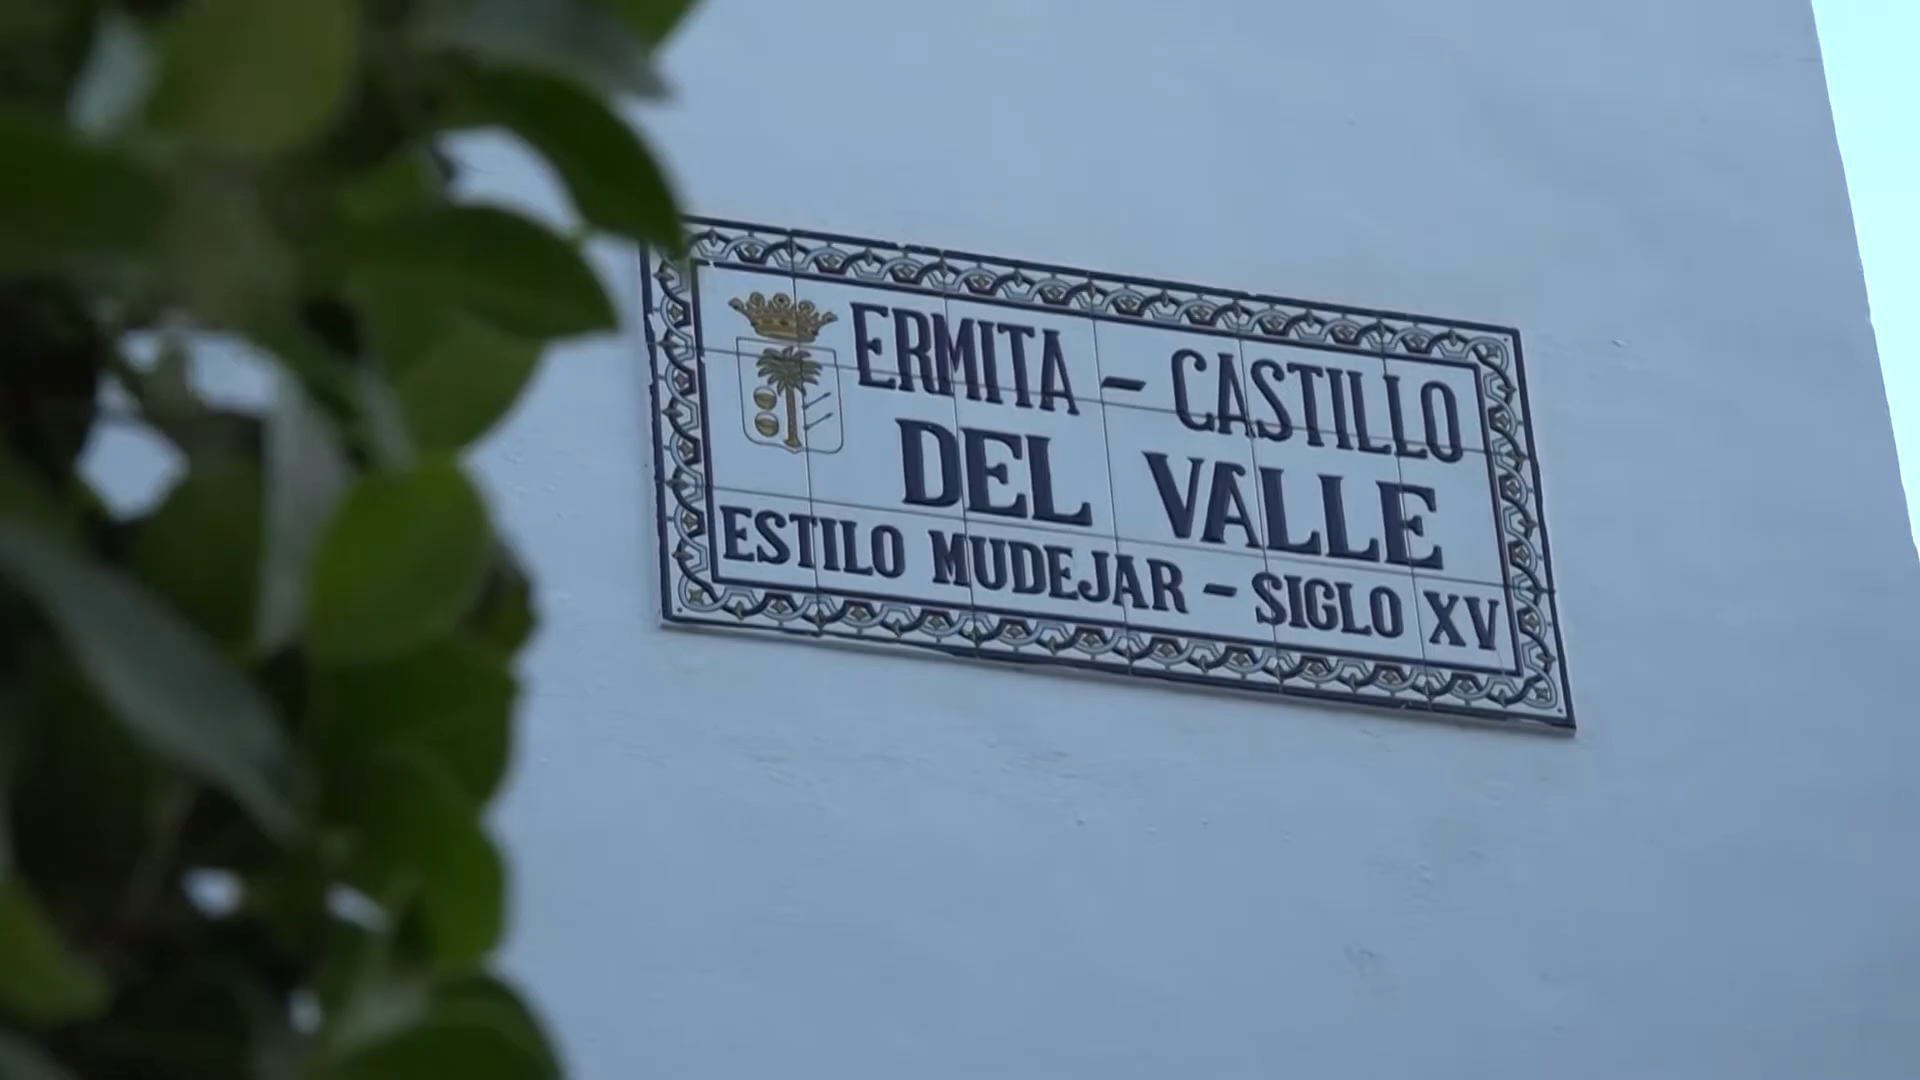 ERMITA – CASTILLO
DEL VALLE
ESTILO MUDEJAR – SIGLO XV